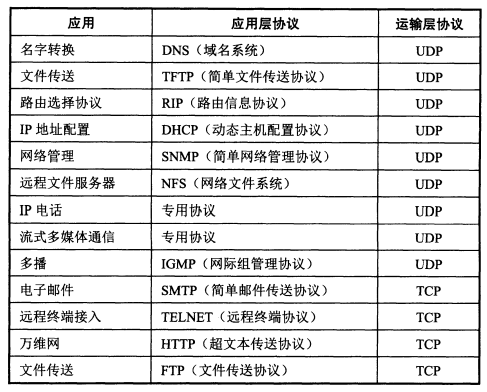 应用 应用层协议 运输层协议
名字转换 DNS（域名系统） UDP
文件传送 TFTP（简单文件传送协议） UDP
路由选择协议 RIP（路由信息协议） UDP
IP 地址配置 DHCP（动态主机配置协议） UDP
网络管理 SNMP（简单网络管理协议） UDP
远程文件服务器 NFS（网络文件系统） UDP
IP 电话 专用协议 UDP
流式多媒体通信 专用协议 UDP
多播 IGMP（网际组管理协议） UDP
电子邮件 SMTP（简单邮件传送协议） TCP
远程终端接入 TELNET（远程终端协议） TCP
万维网 HTTP（超文本传送协议） TCP
文件传送 FTP（文件传送协议） TCP